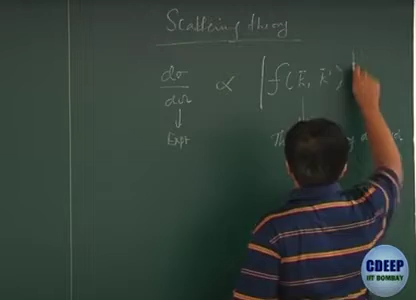 Scattering theory
dσ/dΩ ∝ |f(k̄, k̄')|
Expt
CDEEP
IIT BOMBAY